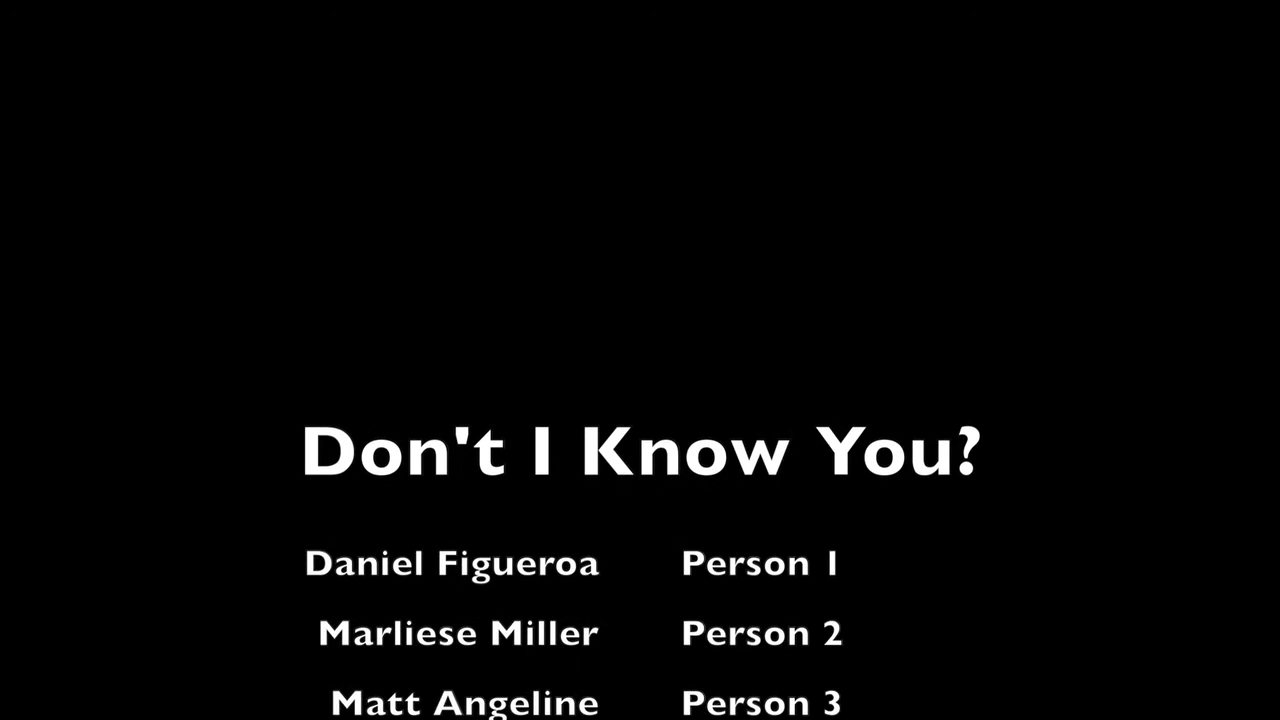 Don't I Know You?
Daniel Figueroa Person 1
Marliese Miller Person 2
Matt Angeline Person 3